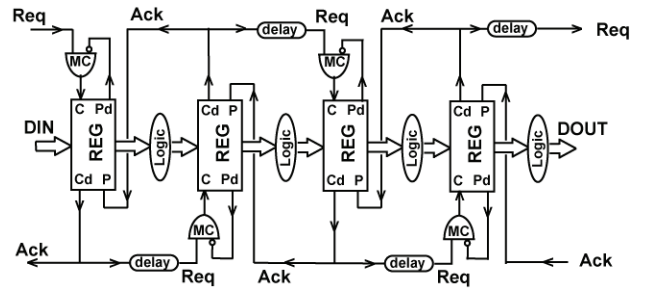 Req Ack delay Req Ack delay Req
MC MC
C Pd Cd P C Pd Cd P
DIN REG Logic REG Logic REG Logic REG Logic DOUT
Cd P C Pd Cd P C Pd
MC MC
Ack delay Req Ack delay Req Ack